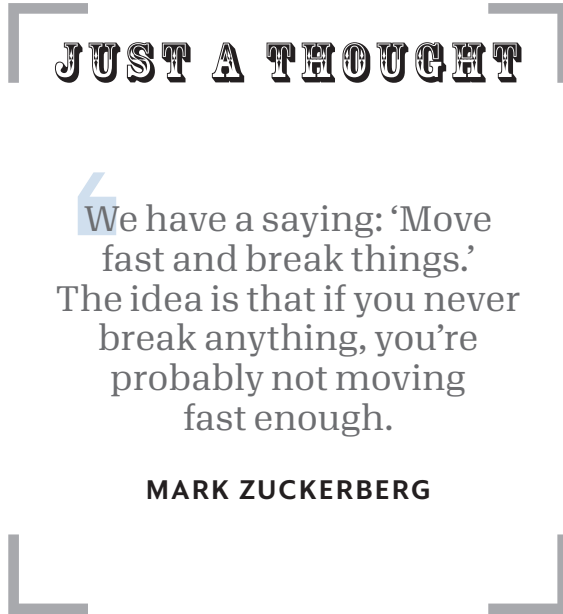 JUST A THOUGHT
‘
We have a saying: ‘Move
fast and break things.’
The idea is that if you never
break anything, you’re
probably not moving
fast enough.
MARK ZUCKERBERG